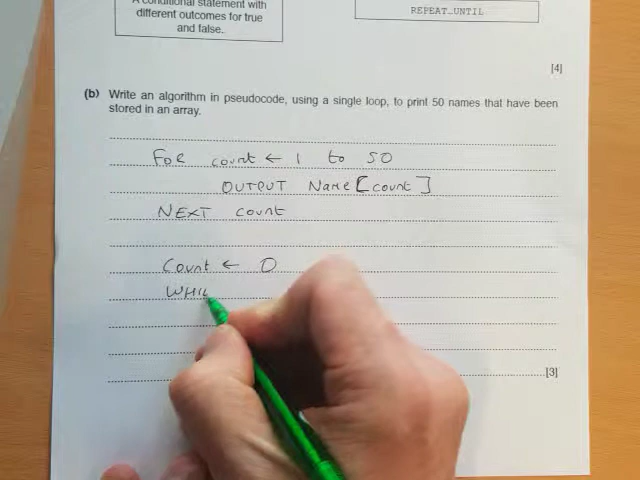 A conditional statement with
different outcomes for true
and false.
REPEAT…UNTIL
[4]
(b) Write an algorithm in pseudocode, using a single loop, to print 50 names that have been
stored in an array.
FOR count ← 1 to 50
OUTPUT Name[count]
NEXT count
Count ← 0
WHIL
[3]